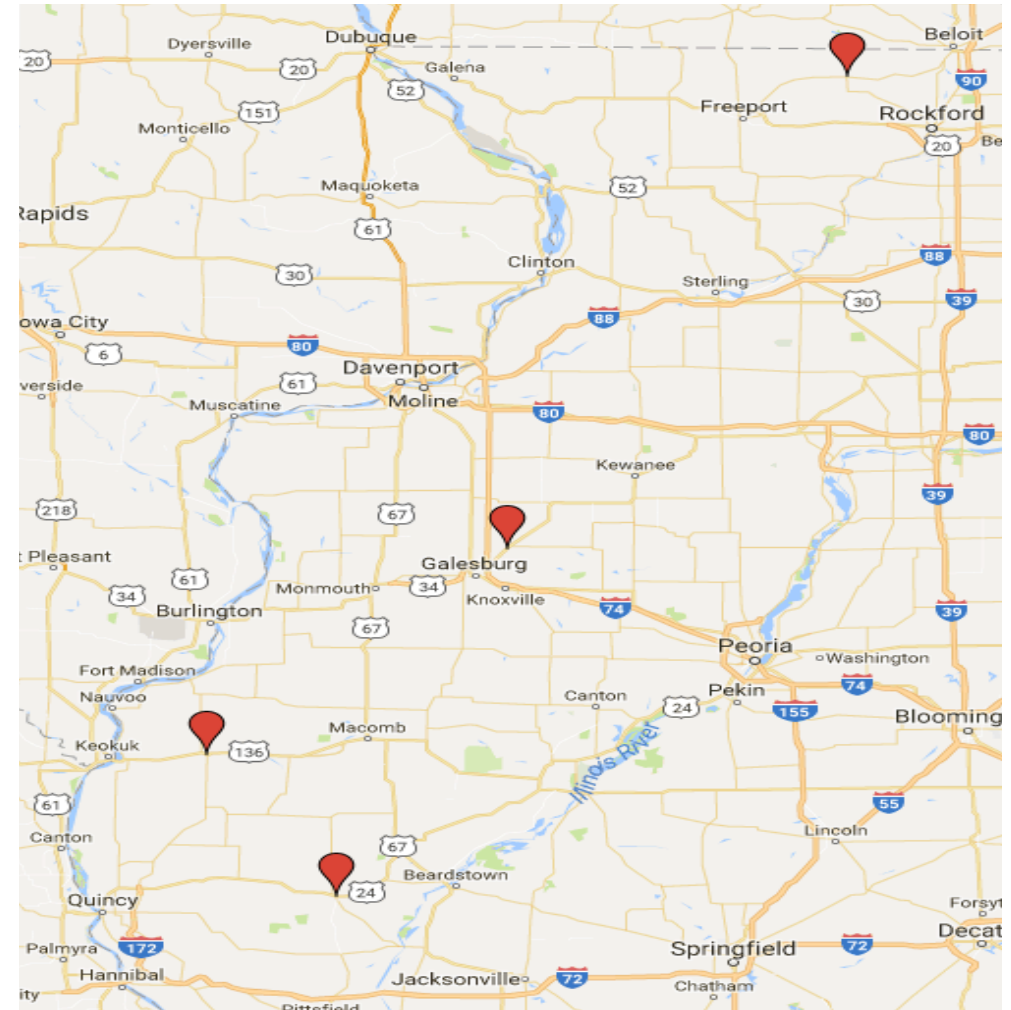 Dubuque
Beloit
Dyersville
20
20
Galena
90
52
151
Freeport
Rockford
Monticello
20
Be
Maquoketa
52
Rapids
61
88
Clinton
30
Sterling
30
39
owa City
88
80
6
Davenport
61
verside
Moline
Muscatine
80
80
Kewanee
39
218
67
t Pleasant
Galesburg
61
34
Monmouth
34
Knoxville
Burlington
74
39
67
Peoria
Washington
Fort Madison
74
Nauvoo
Canton
Pekin
24
155
Blooming
Macomb
Keokuk
136
Illinois River
61
55
Canton
Lincoln
67
Beardstown
24
Quincy
Forsyt
172
Decat
Palmyra
Springfield
72
Hannibal
Jacksonville
72
Chatham
ity
Pittsfield